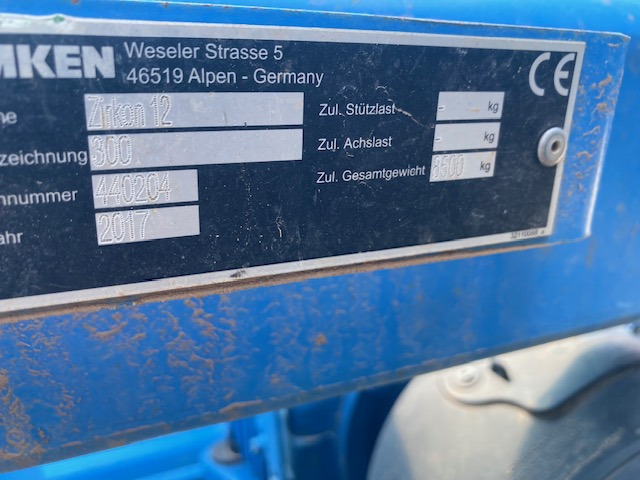 MKEN
Weseler Strasse 5
46519 Alpen - Germany
CE
ne Zirkon 12
Zul. Stützlast - kg
zeichnung 300
Zul. Achslast - kg
nnummer 440204
Zul. Gesamtgewicht kg
ahr 2017